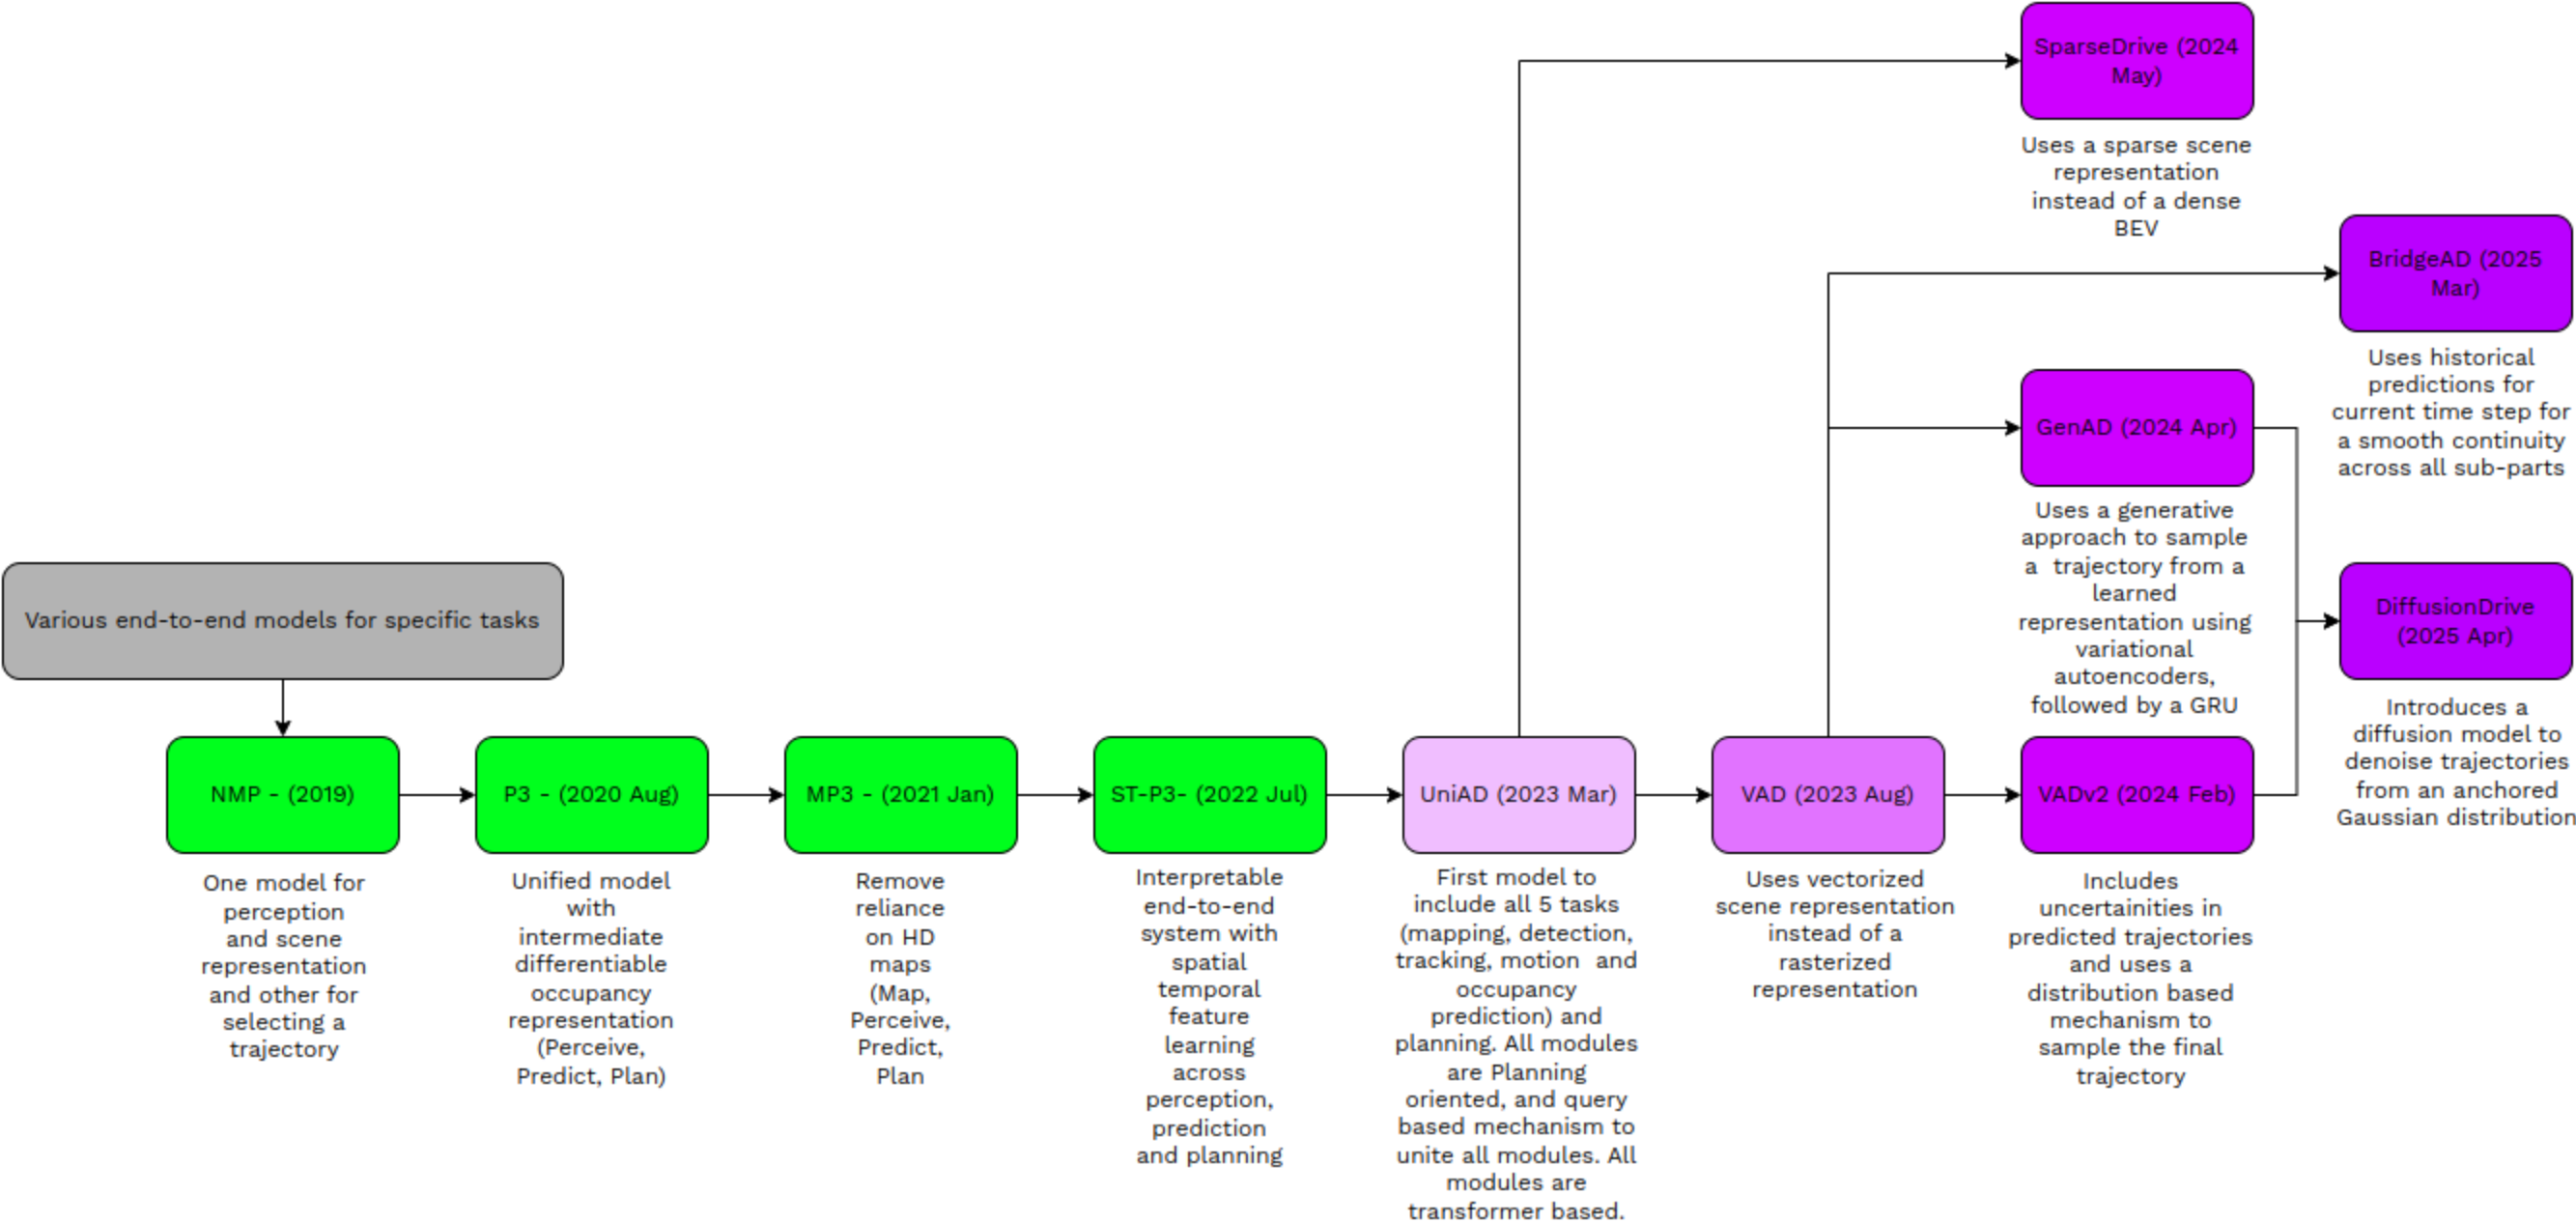 SparseDrive (2024
May)
Uses a sparse scene
representation
instead of a dense
BEV
BridgeAD (2025
Mar)
Uses historical
predictions for
current time step for
a smooth continuity
across all sub-parts
GenAD (2024 Apr)
Uses a generative
approach to sample
a  trajectory from a
learned
representation using
variational
autoencoders,
followed by a GRU
Various end-to-end models for specific tasks
DiffusionDrive
(2025 Apr)
Introduces a
diffusion model to
denoise trajectories
from an anchored
Gaussian distribution
NMP - (2019)
One model for
perception
and scene
representation
and other for
selecting a
trajectory
P3 - (2020 Aug)
Unified model
with
intermediate
differentiable
occupancy
representation
(Perceive,
Predict, Plan)
MP3 - (2021 Jan)
Remove
reliance
on HD
maps
(Map,
Perceive,
Predict,
Plan
ST-P3- (2022 Jul)
Interpretable
end-to-end
system with
spatial
temporal
feature
learning
across
perception,
prediction
and planning
UniAD (2023 Mar)
First model to
include all 5 tasks
(mapping, detection,
tracking, motion  and
occupancy
prediction) and
planning. All modules
are Planning
oriented, and query
based mechanism to
unite all modules. All
modules are
transformer based.
VAD (2023 Aug)
Uses vectorized
scene representation
instead of a
rasterized
representation
VADv2 (2024 Feb)
Includes
uncertainities in
predicted trajectories
and uses a
distribution based
mechanism to
sample the final
trajectory